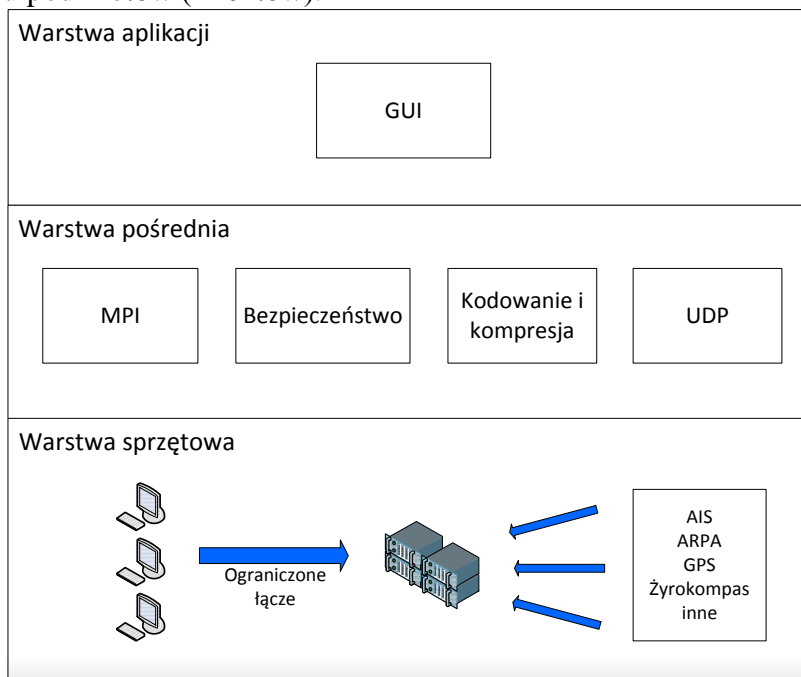 Warstwa aplikacji
GUI
Warstwa pośrednia
MPI
Bezpieczeństwo
Kodowanie i
kompresja
UDP
Warstwa sprzętowa
Ograniczone
łącze
AIS
ARPA
GPS
Żyrokompas
inne